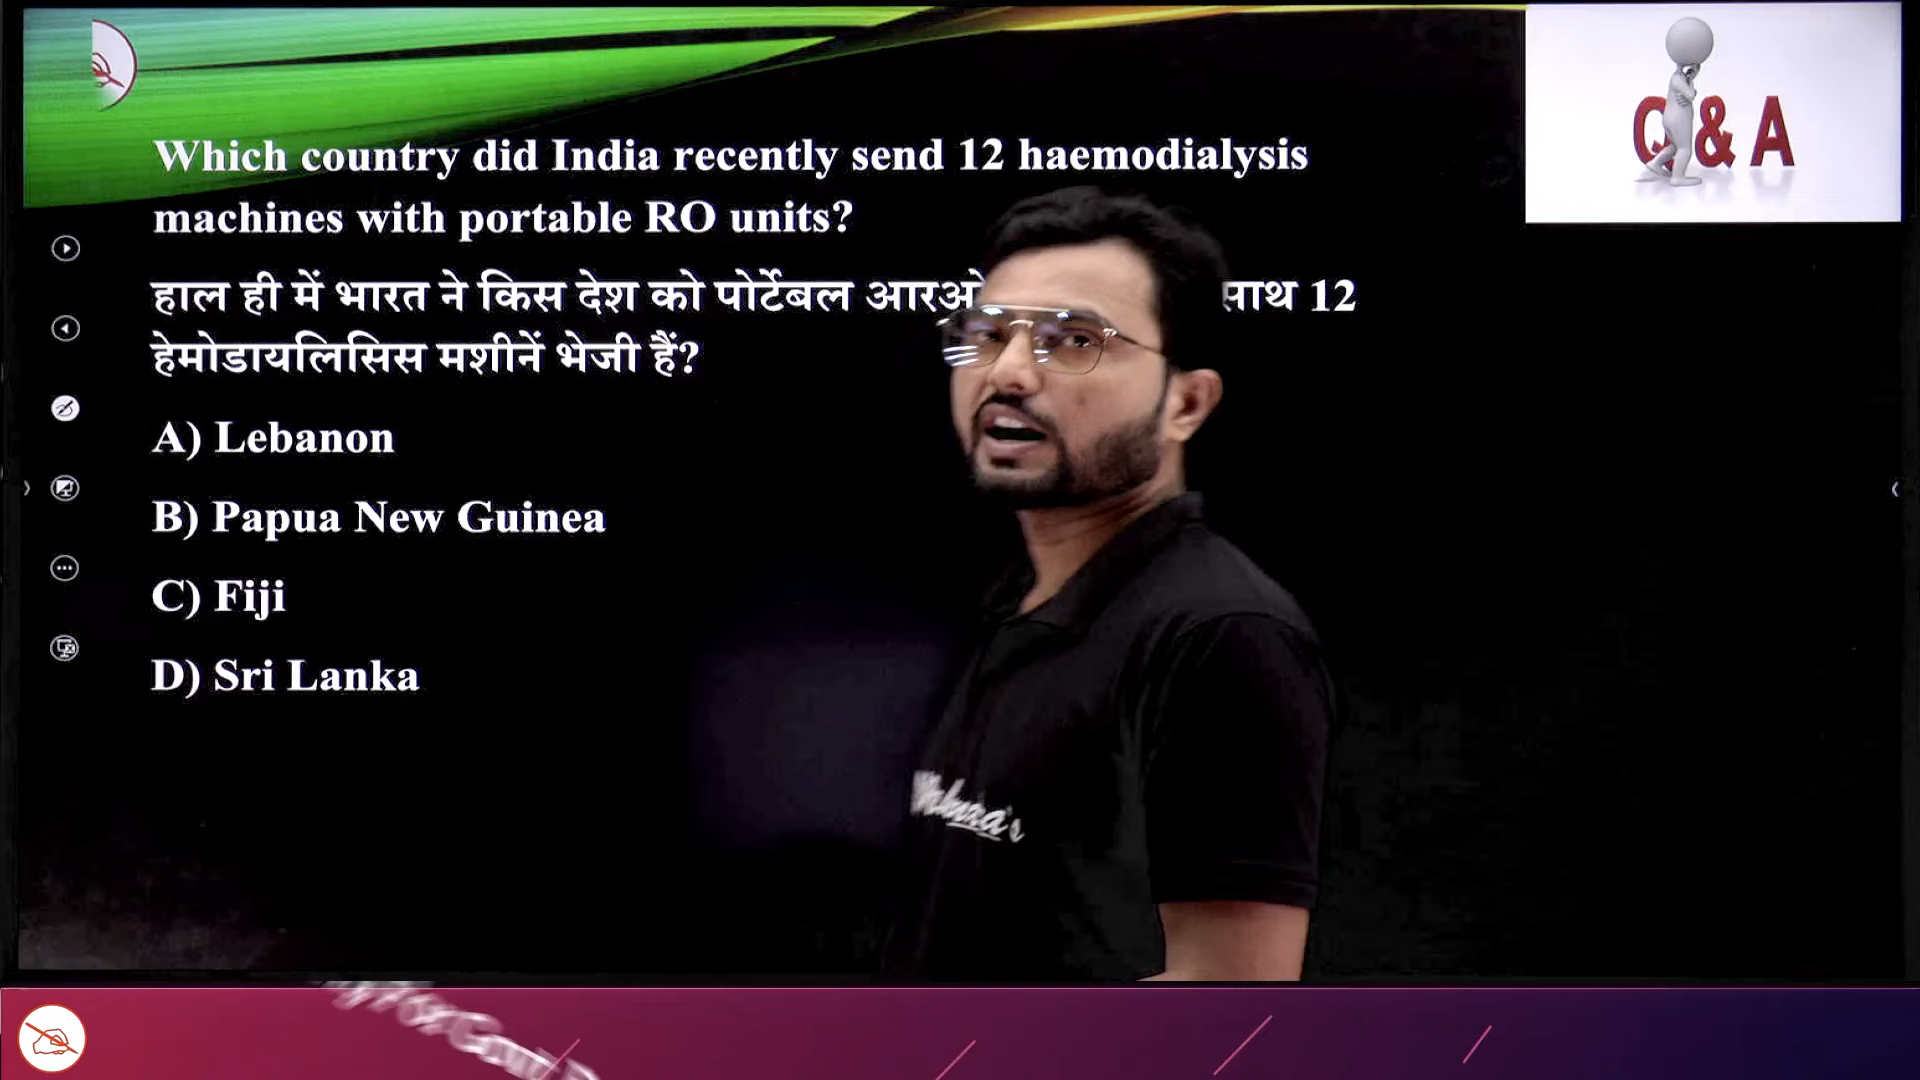 Which country did India recently send 12 haemodialysis
machines with portable RO units?
Q & A
हाल ही में भारत ने किस देश को पोर्टेबल आरओ साथ 12
हेमोडायलिसिस मशीनें भेजी हैं?
A) Lebanon
B) Papua New Guinea
C) Fiji
D) Sri Lanka